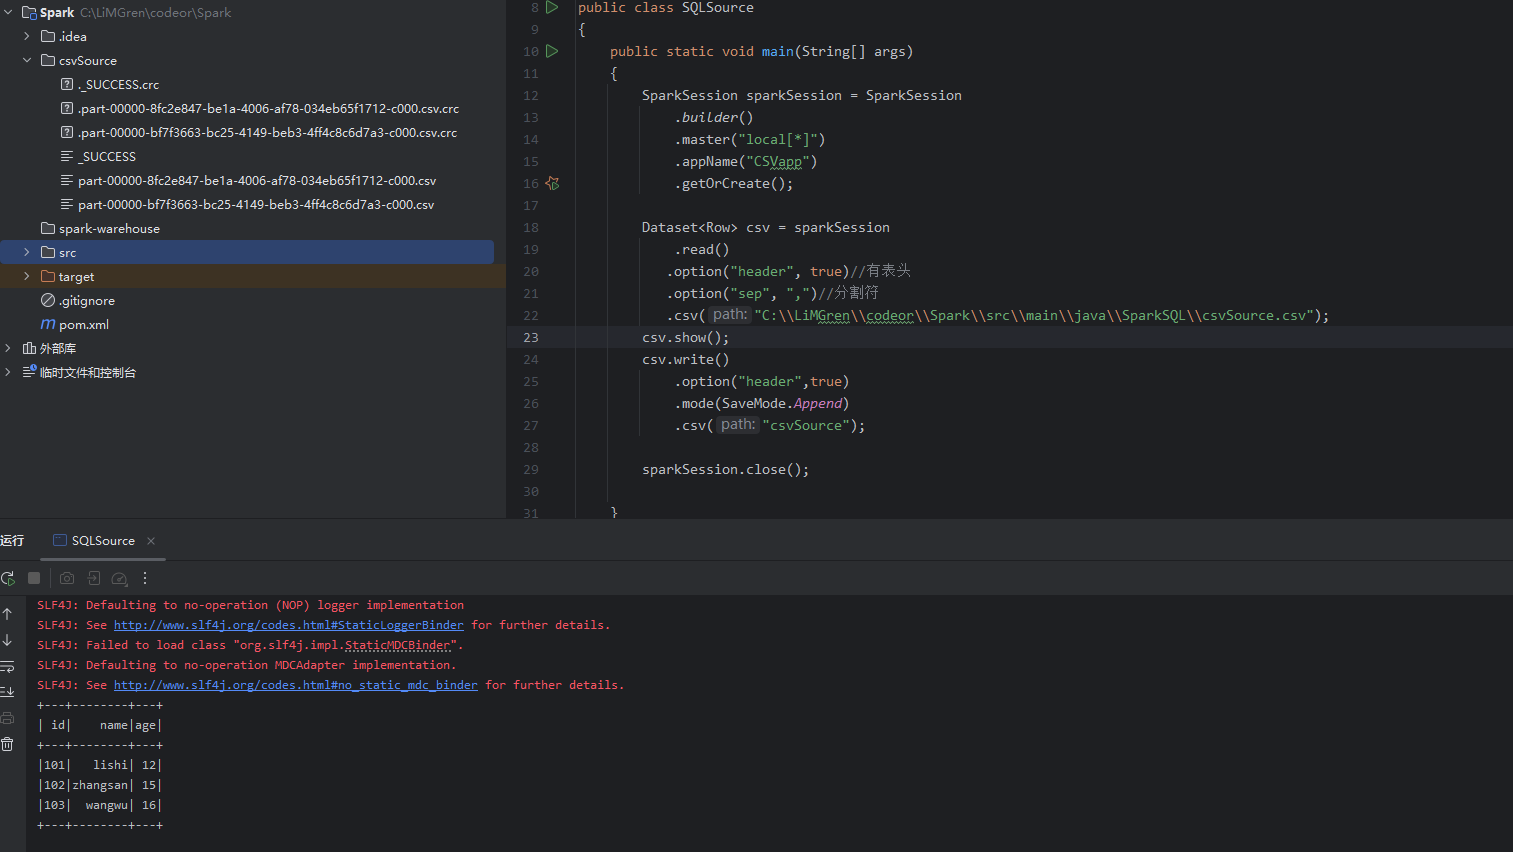 Spark C:\LiMGren\codeor\Spark
.idea
csvSource
._SUCCESS.crc
.part-00000-8fc2e847-be1a-4006-af78-034eb65f1712-c000.csv.crc
.part-00000-bf7f3663-bc25-4149-beb3-4ff4c8c6d7a3-c000.csv.crc
_SUCCESS
part-00000-8fc2e847-be1a-4006-af78-034eb65f1712-c000.csv
part-00000-bf7f3663-bc25-4149-beb3-4ff4c8c6d7a3-c000.csv
spark-warehouse
src
target
.gitignore
pom.xml
外部库
临时文件和控制台
8 public class SQLSource
9 {
10 public static void main(String[] args)
11 {
12 SparkSession sparkSession = SparkSession
13 .builder()
14 .master("local[*]")
15 .appName("CSVapp")
16 .getOrCreate();
17
18 Dataset<Row> csv = sparkSession
19 .read()
20 .option("header", true)//有表头
21 .option("sep", ",")//分割符
22 .csv( path: "C:\\LiMGren\\codeor\\Spark\\src\\main\\java\\SparkSQL\\csvSource.csv");
23 csv.show();
24 csv.write()
25 .option("header",true)
26 .mode(SaveMode.Append)
27 .csv( path: "csvSource");
28
29 sparkSession.close();
30
31 }
运行 SQLSource
SLF4J: Defaulting to no-operation (NOP) logger implementation
SLF4J: See http://www.slf4j.org/codes.html#StaticLoggerBinder for further details.
SLF4J: Failed to load class "org.slf4j.impl.StaticMDCBinder".
SLF4J: Defaulting to no-operation MDCAdapter implementation.
SLF4J: See http://www.slf4j.org/codes.html#no_static_mdc_binder for further details.
+---+--------+---+
| id|    name|age|
+---+--------+---+
|101|   lishi| 12|
|102|zhangsan| 15|
|103|  wangwu| 16|
+---+--------+---+